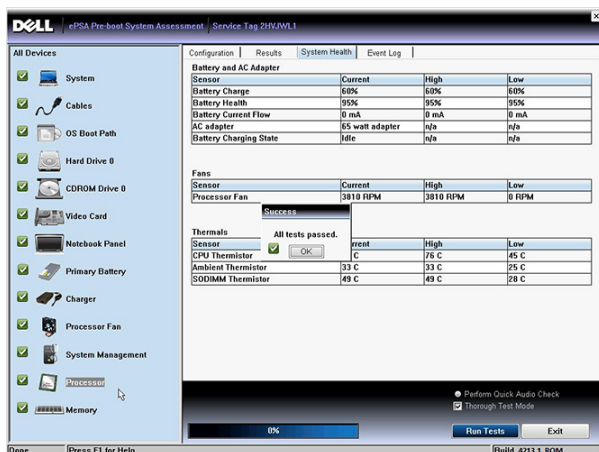 DELL ePSA Pre-boot System Assessment Service Tag 2HVJWL1
All Devices
System
Cables
OS Boot Path
Hard Drive 0
CDROM Drive 0
Video Card
Notebook Panel
Primary Battery
Charger
Processor Fan
System Management
Processor
Memory
Configuration Results System Health Event Log
Battery and AC Adapter
Sensor Current High Low
Battery Charge 60% 60% 60%
Battery Health 95% 95% 95%
Battery Current Flow 0 mA 0 mA 0 mA
AC adapter 65 watt adapter n/a n/a
Battery Charging State Idle n/a n/a
Fans
Sensor Current High Low
Processor Fan 3810 RPM 3810 RPM 0 RPM
Success
All tests passed.
OK
Thermals
Sensor rrent High Low
CPU Thermistor C 76 C 45 C
Ambient Thermistor 33 C 33 C 25 C
SODIMM Thermistor 49 C 49 C 28 C
Perform Quick Audio Check
Thorough Test Mode
0% Run Tests Exit
Done Press F1 for Help Build 4213.1 ROM